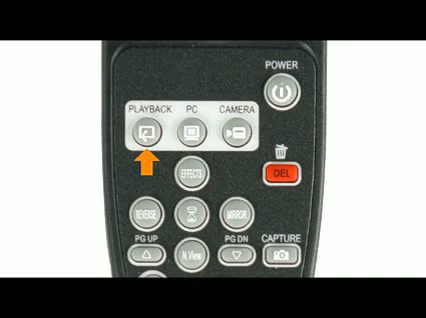 POWER
PLAYBACK PC CAMERA
EFFECTS
DEL
REVERSE MIRROR
PG UP PG DN CAPTURE
N.View